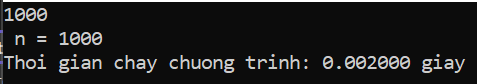 1000
n = 1000
Thoi gian chay chuong trinh: 0.002000 giay